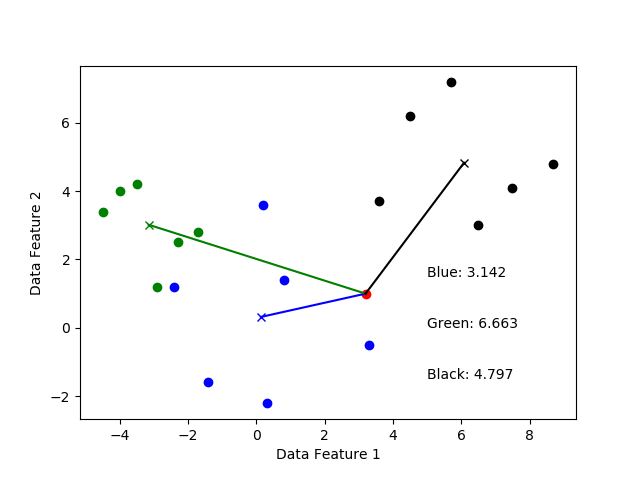 6
4
2
0
−2
Data Feature 2
Blue: 3.142
Green: 6.663
Black: 4.797
−4 −2 0 2 4 6 8
Data Feature 1